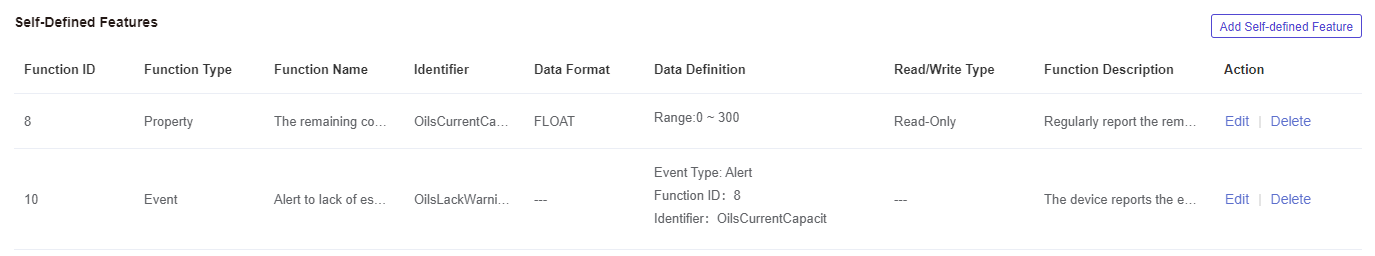 Self-Defined Features
Add Self-defined Feature
Function ID Function Type Function Name Identifier Data Format Data Definition Read/Write Type Function Description Action
8 Property The remaining co... OilsCurrentCa... FLOAT Range:0 ~ 300 Read-Only Regularly report the rem... Edit | Delete
Event Type: Alert
10 Event Alert to lack of es... OilsLackWarni... --- Function ID：8 --- The device reports the e... Edit | Delete
Identifier：OilsCurrentCapacit